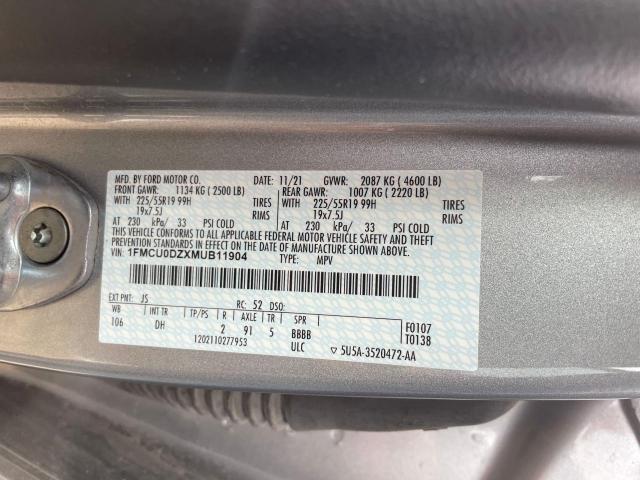 MFD. BY FORD MOTOR CO.
DATE: 11/21 GVWR: 2087 KG ( 4600 LB)
FRONT GAWR: 1134 KG ( 2500 LB) REAR GAWR: 1007 KG ( 2220 LB)
WITH 225/55R19 99H TIRES WITH 225/55R19 99H TIRES
19x7.5J RIMS 19x7.5J RIMS
AT 230 kPa/ 33 PSI COLD AT 230 kPa/ 33 PSI COLD
THIS VEHICLE CONFORMS TO ALL APPLICABLE FEDERAL MOTOR VEHICLE SAFETY AND THEFT
PREVENTION STANDARDS IN EFFECT ON THE DATE OF MANUFACTURE SHOWN ABOVE.
VIN: 1FMCU0DZXMUB11904 TYPE: MPV
EXT PNT: JS RC: 52 DSO:
WB INT TR TP/PS R AXLE TR SPR F0107
106 DH 2 91 5 BBBB T0138
1202110277953 ULC ▽ 5U5A-3520472-AA